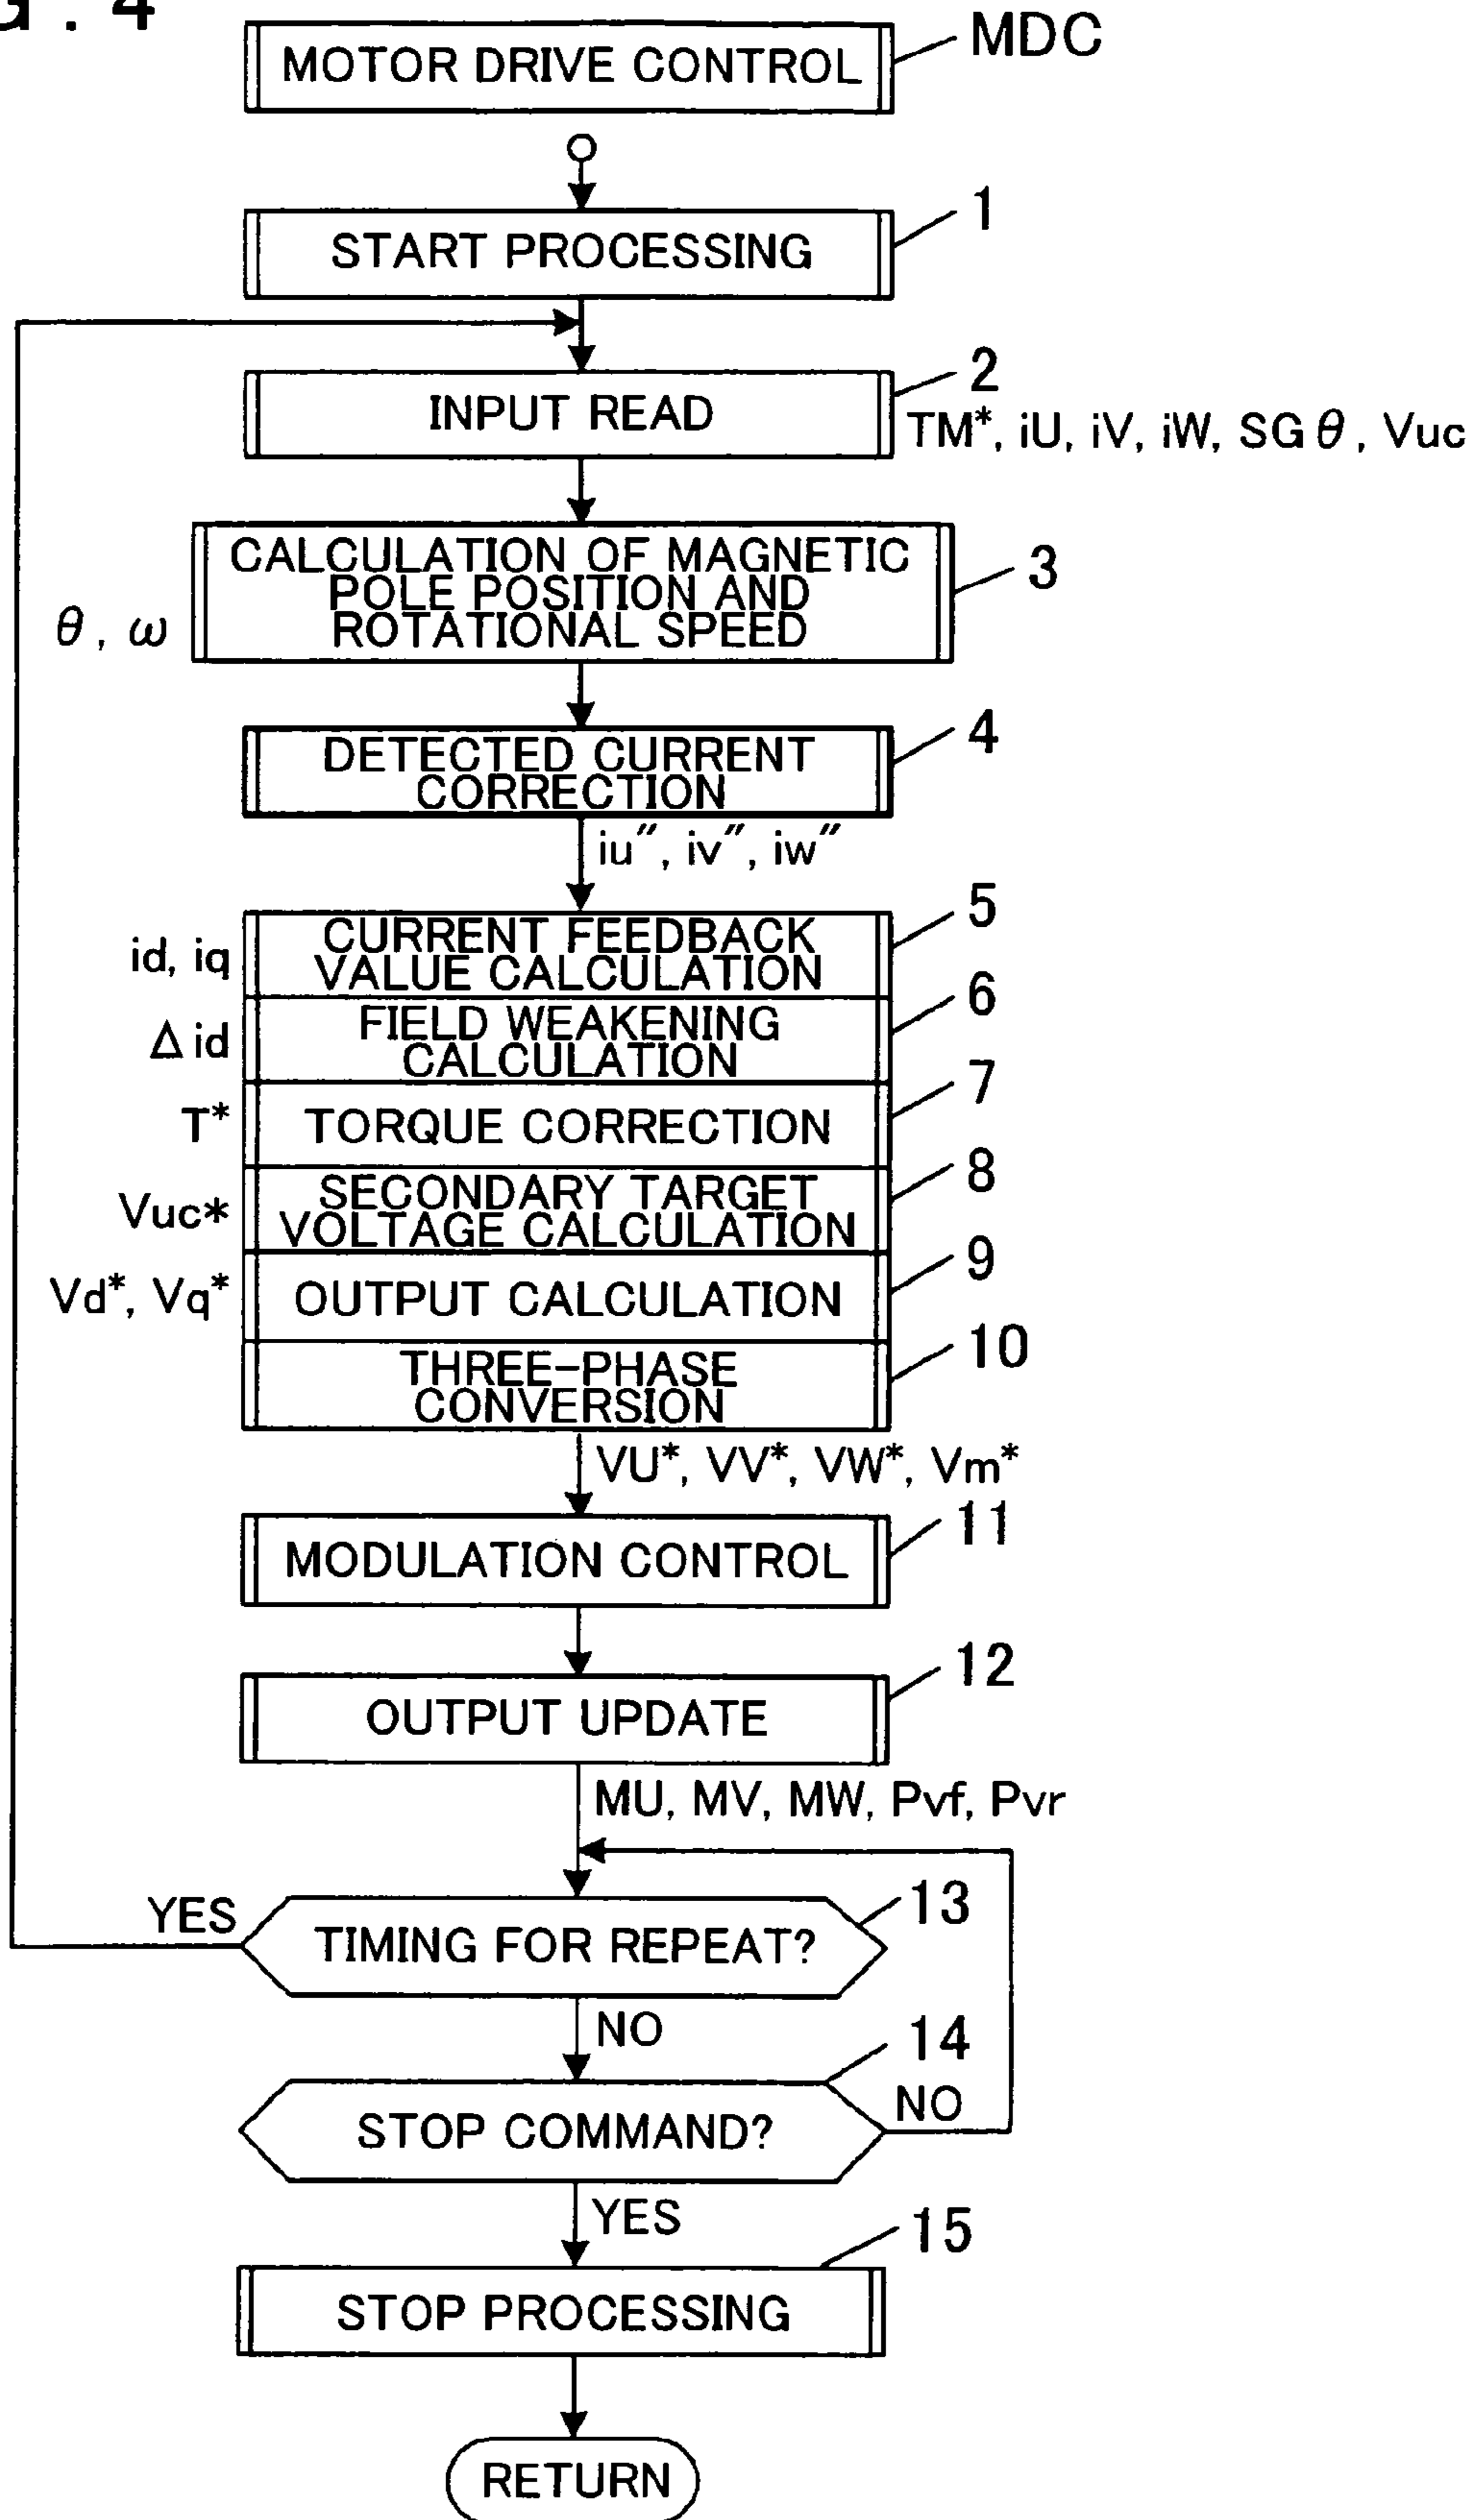 G. 4
MOTOR DRIVE CONTROL
MDC
START PROCESSING
1
INPUT READ
2
TM*, iU, iV, iW, SGθ, Vuc
CALCULATION OF MAGNETIC
POLE POSITION AND
ROTATIONAL SPEED
3
θ, ω
DETECTED CURRENT
CORRECTION
4
iu″, iv″, iw″
id, iq
CURRENT FEEDBACK
VALUE CALCULATION
5
Δid
FIELD WEAKENING
CALCULATION
6
T*
TORQUE CORRECTION
7
Vuc*
SECONDARY TARGET
VOLTAGE CALCULATION
8
Vd*, Vq*
OUTPUT CALCULATION
9
THREE-PHASE
CONVERSION
10
VU*, VV*, VW*, Vm*
MODULATION CONTROL
11
OUTPUT UPDATE
12
MU, MV, MW, Pvf, Pvr
YES
TIMING FOR REPEAT?
13
NO
STOP COMMAND?
14
NO
YES
STOP PROCESSING
15
RETURN